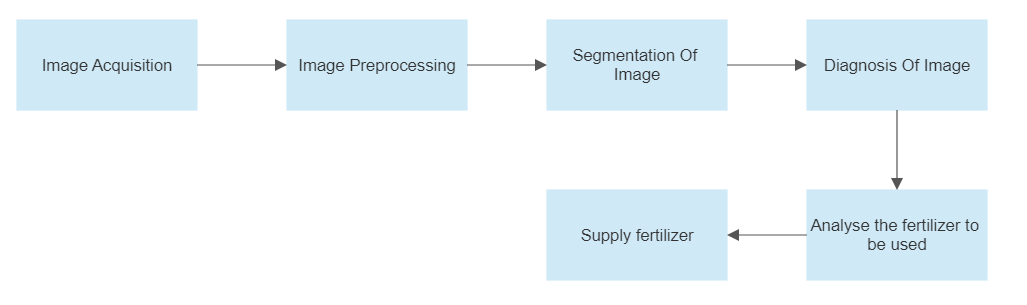 Image Acquisition
Image Preprocessing
Segmentation Of
Image
Diagnosis Of Image
Analyse the fertilizer to
be used
Supply fertilizer